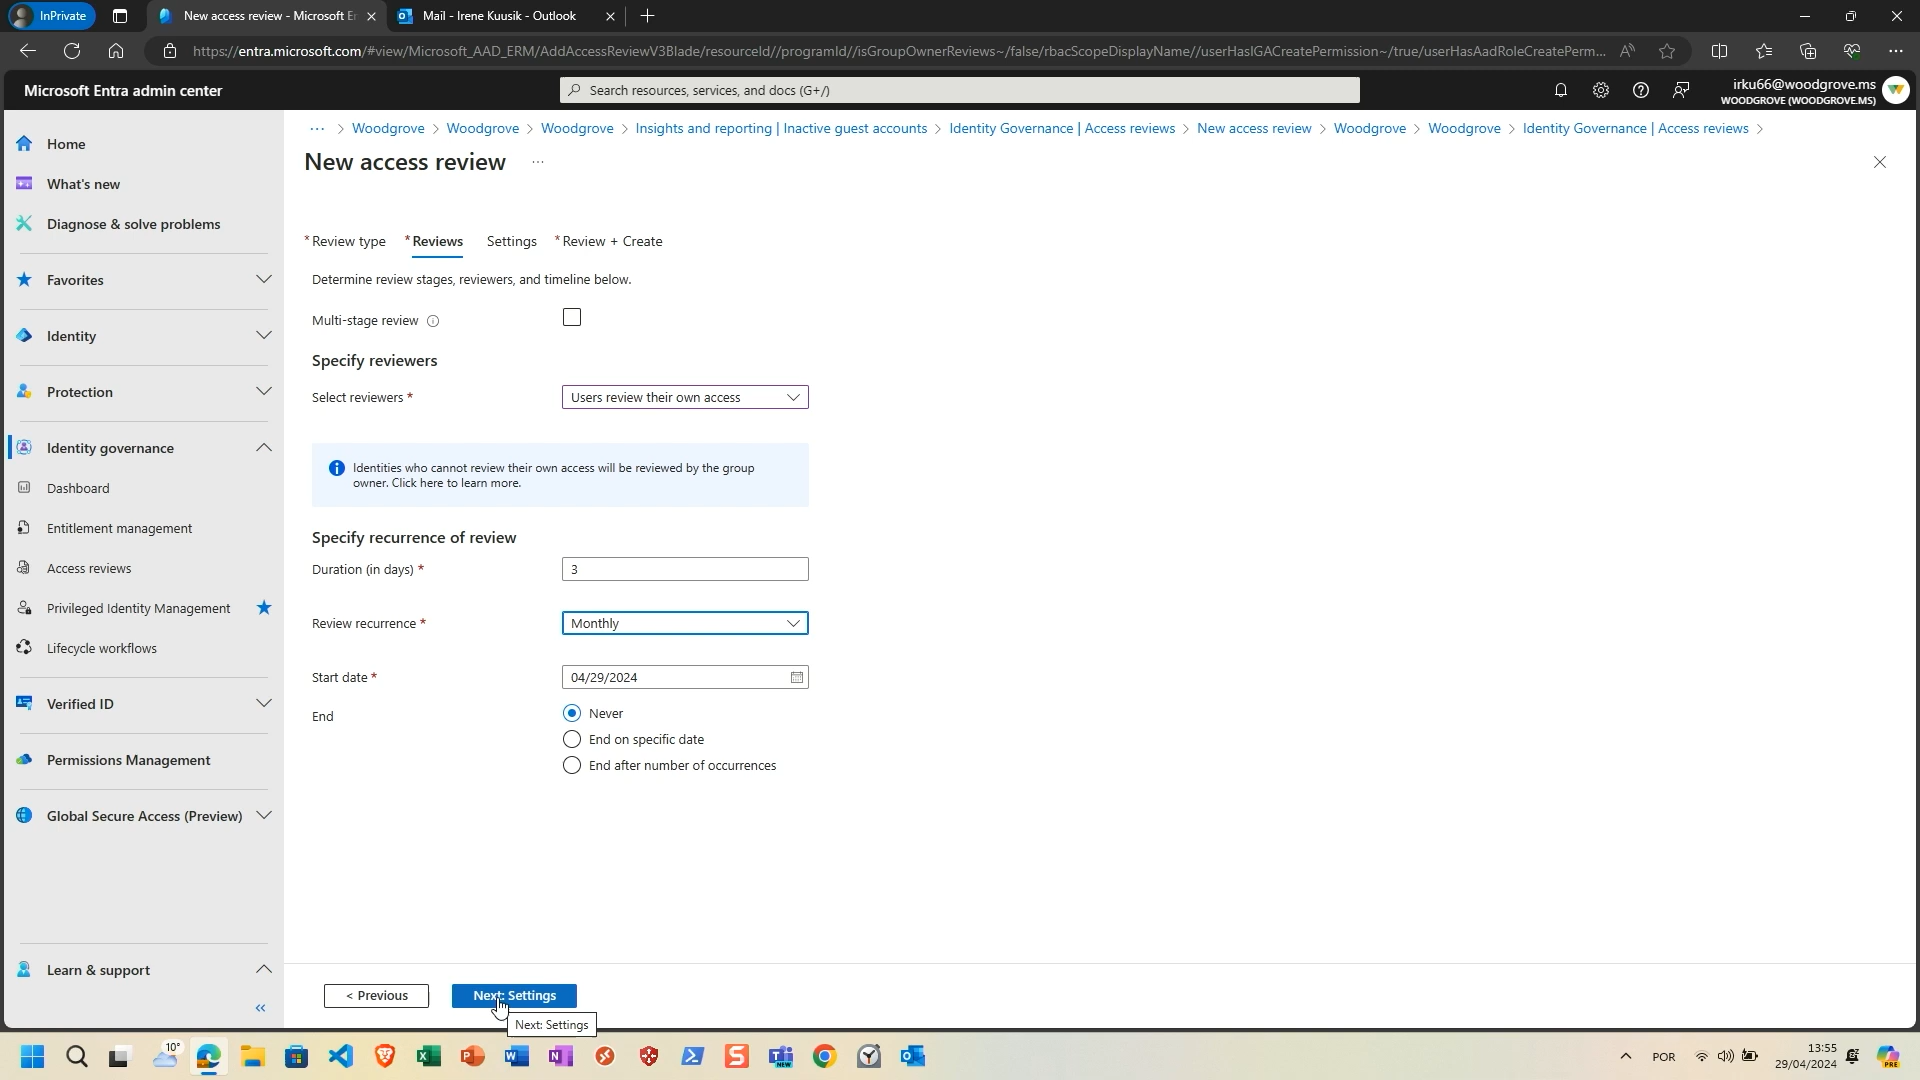 InPrivate
New access review - Microsoft E
Mail - Irene Kuusik - Outlook
https://entra.microsoft.com/#view/Microsoft_AAD_ERM/AddAccessReviewV3Blade/resourceId//programId//isGroupOwnerReviews~/false/rbacScopeDisplayName//userHasIGACreatePermission~/true/userHasAadRoleCreatePerm...
Microsoft Entra admin center
Search resources, services, and docs (G+/)
irku66@woodgrove.ms
WOODGROVE (WOODGROVE.MS)
... > Woodgrove > Woodgrove > Woodgrove > Insights and reporting | Inactive guest accounts > Identity Governance | Access reviews > New access review > Woodgrove > Woodgrove > Identity Governance | Access reviews >
New access review ...
Home
What's new
Diagnose & solve problems
Favorites
Identity
Protection
Identity governance
Dashboard
Entitlement management
Access reviews
Privileged Identity Management
Lifecycle workflows
Verified ID
Permissions Management
Global Secure Access (Preview)
Learn & support
* Review type * Reviews Settings * Review + Create
Determine review stages, reviewers, and timeline below.
Multi-stage review
Specify reviewers
Select reviewers * Users review their own access
Identities who cannot review their own access will be reviewed by the group
owner. Click here to learn more.
Specify recurrence of review
Duration (in days) * 3
Review recurrence * Monthly
Start date * 04/29/2024
End
Never
End on specific date
End after number of occurrences
< Previous
Next: Settings
Next: Settings
10°
POR
13:55
29/04/2024
PRE